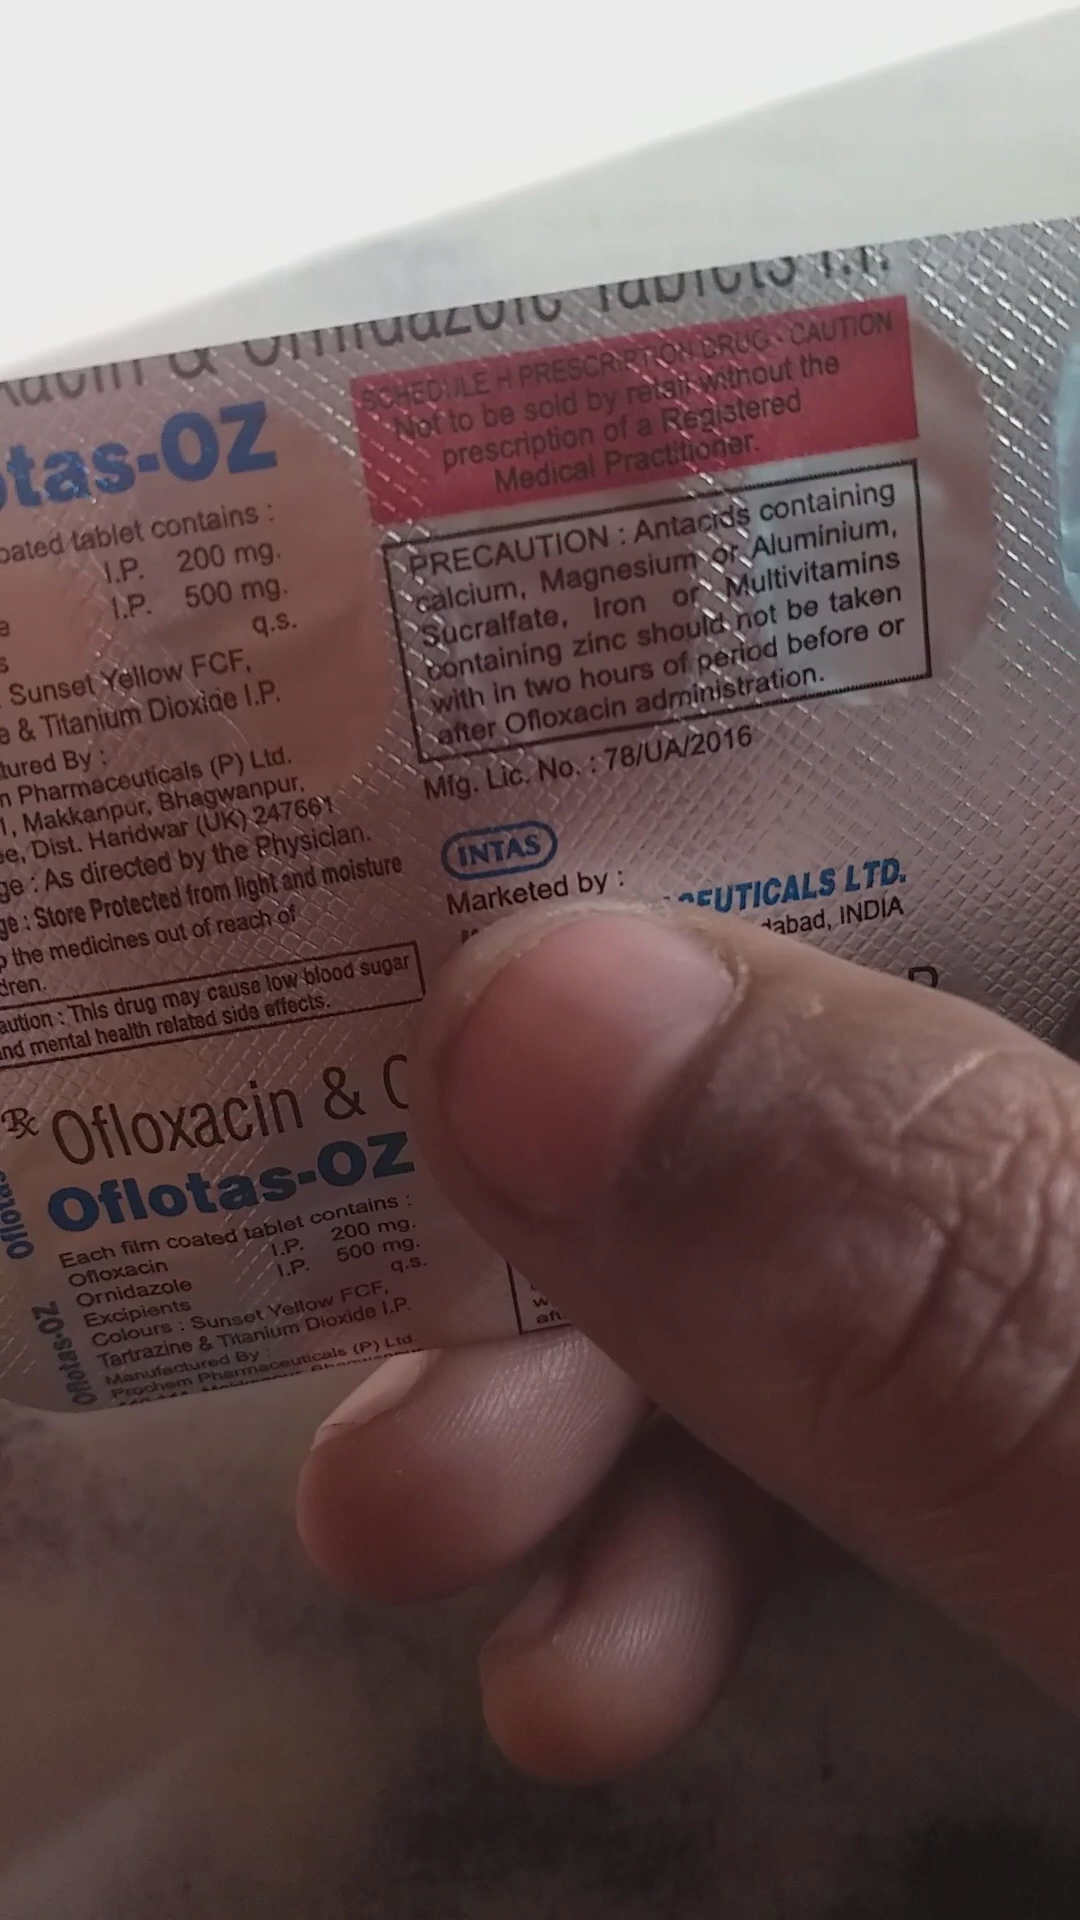 & Ornidazole Tablets I.P.
SCHEDULE H PRESCRIPTION DRUG - CAUTION
Not to be sold by retail without the
prescription of a Registered
Medical Practitioner.
tas-OZ
oated tablet contains :
I.P. 200 mg.
I.P. 500 mg.
q.s.
Sunset Yellow FCF,
& Titanium Dioxide I.P.
tured By :
n Pharmaceuticals (P) Ltd.
1, Makkanpur, Bhagwanpur,
ee, Dist. Haridwar (UK) 247661
ge : As directed by the Physician.
ge : Store Protected from light and moisture
p the medicines out of reach of
dren.
aution : This drug may cause low blood sugar
nd mental health related side effects.
PRECAUTION : Antacids containing
calcium, Magnesium or Aluminium,
Sucralfate, Iron or Multivitamins
containing zinc should not be taken
with in two hours of period before or
after Ofloxacin administration.
Mfg. Lic. No. : 78/UA/2016
INTAS
Marketed by :
CEUTICALS LTD.
dabad, INDIA
Rx Ofloxacin &
Oflotas-OZ
Each film coated tablet contains :
Ofloxacin I.P. 200 mg.
Ornidazole I.P. 500 mg.
Excipients q.s.
Colours : Sunset Yellow FCF,
Tartrazine & Titanium Dioxide I.P.
Manufactured By :
Prochem Pharmaceuticals (P) Ltd.
Oflotas
Oflotas-OZ